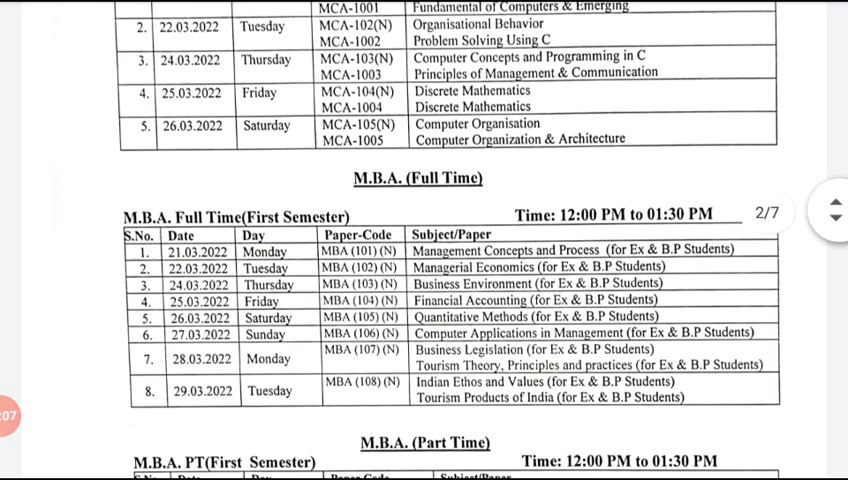 MCA-1001 Fundamental of Computers & Emerging
2. 22.03.2022 Tuesday MCA-102(N) Organisational Behavior
MCA-1002 Problem Solving Using C
3. 24.03.2022 Thursday MCA-103(N) Computer Concepts and Programming in C
MCA-1003 Principles of Management & Communication
4. 25.03.2022 Friday MCA-104(N) Discrete Mathematics
MCA-1004 Discrete Mathematics
5. 26.03.2022 Saturday MCA-105(N) Computer Organisation
MCA-1005 Computer Organization & Architecture
M.B.A. (Full Time)
M.B.A. Full Time(First Semester) Time: 12:00 PM to 01:30 PM
2/7
S.No. Date Day Paper-Code Subject/Paper
1. 21.03.2022 Monday MBA (101) (N) Management Concepts and Process (for Ex & B.P Students)
2. 22.03.2022 Tuesday MBA (102) (N) Managerial Economics (for Ex & B.P Students)
3. 24.03.2022 Thursday MBA (103) (N) Business Environment (for Ex & B.P Students)
4. 25.03.2022 Friday MBA (104) (N) Financial Accounting (for Ex & B.P Students)
5. 26.03.2022 Saturday MBA (105) (N) Quantitative Methods (for Ex & B.P Students)
6. 27.03.2022 Sunday MBA (106) (N) Computer Applications in Management (for Ex & B.P Students)
7. 28.03.2022 Monday MBA (107) (N) Business Legislation (for Ex & B.P Students)
Tourism Theory, Principles and practices (for Ex & B.P Students)
8. 29.03.2022 Tuesday MBA (108) (N) Indian Ethos and Values (for Ex & B.P Students)
Tourism Products of India (for Ex & B.P Students)
:07
M.B.A. (Part Time)
M.B.A. PT(First Semester) Time: 12:00 PM to 01:30 PM